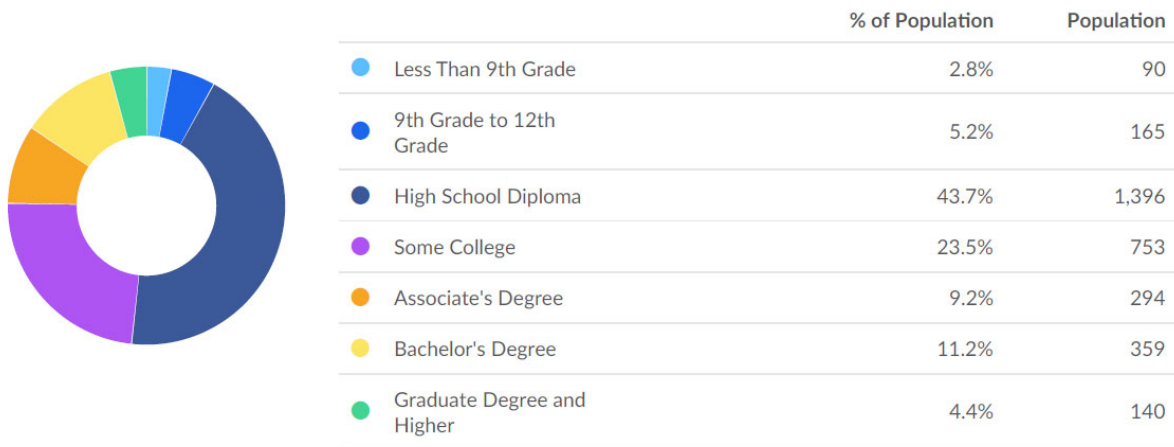 % of Population Population
Less Than 9th Grade 2.8% 90
9th Grade to 12th
Grade 5.2% 165
High School Diploma 43.7% 1,396
Some College 23.5% 753
Associate's Degree 9.2% 294
Bachelor's Degree 11.2% 359
Graduate Degree and
Higher 4.4% 140